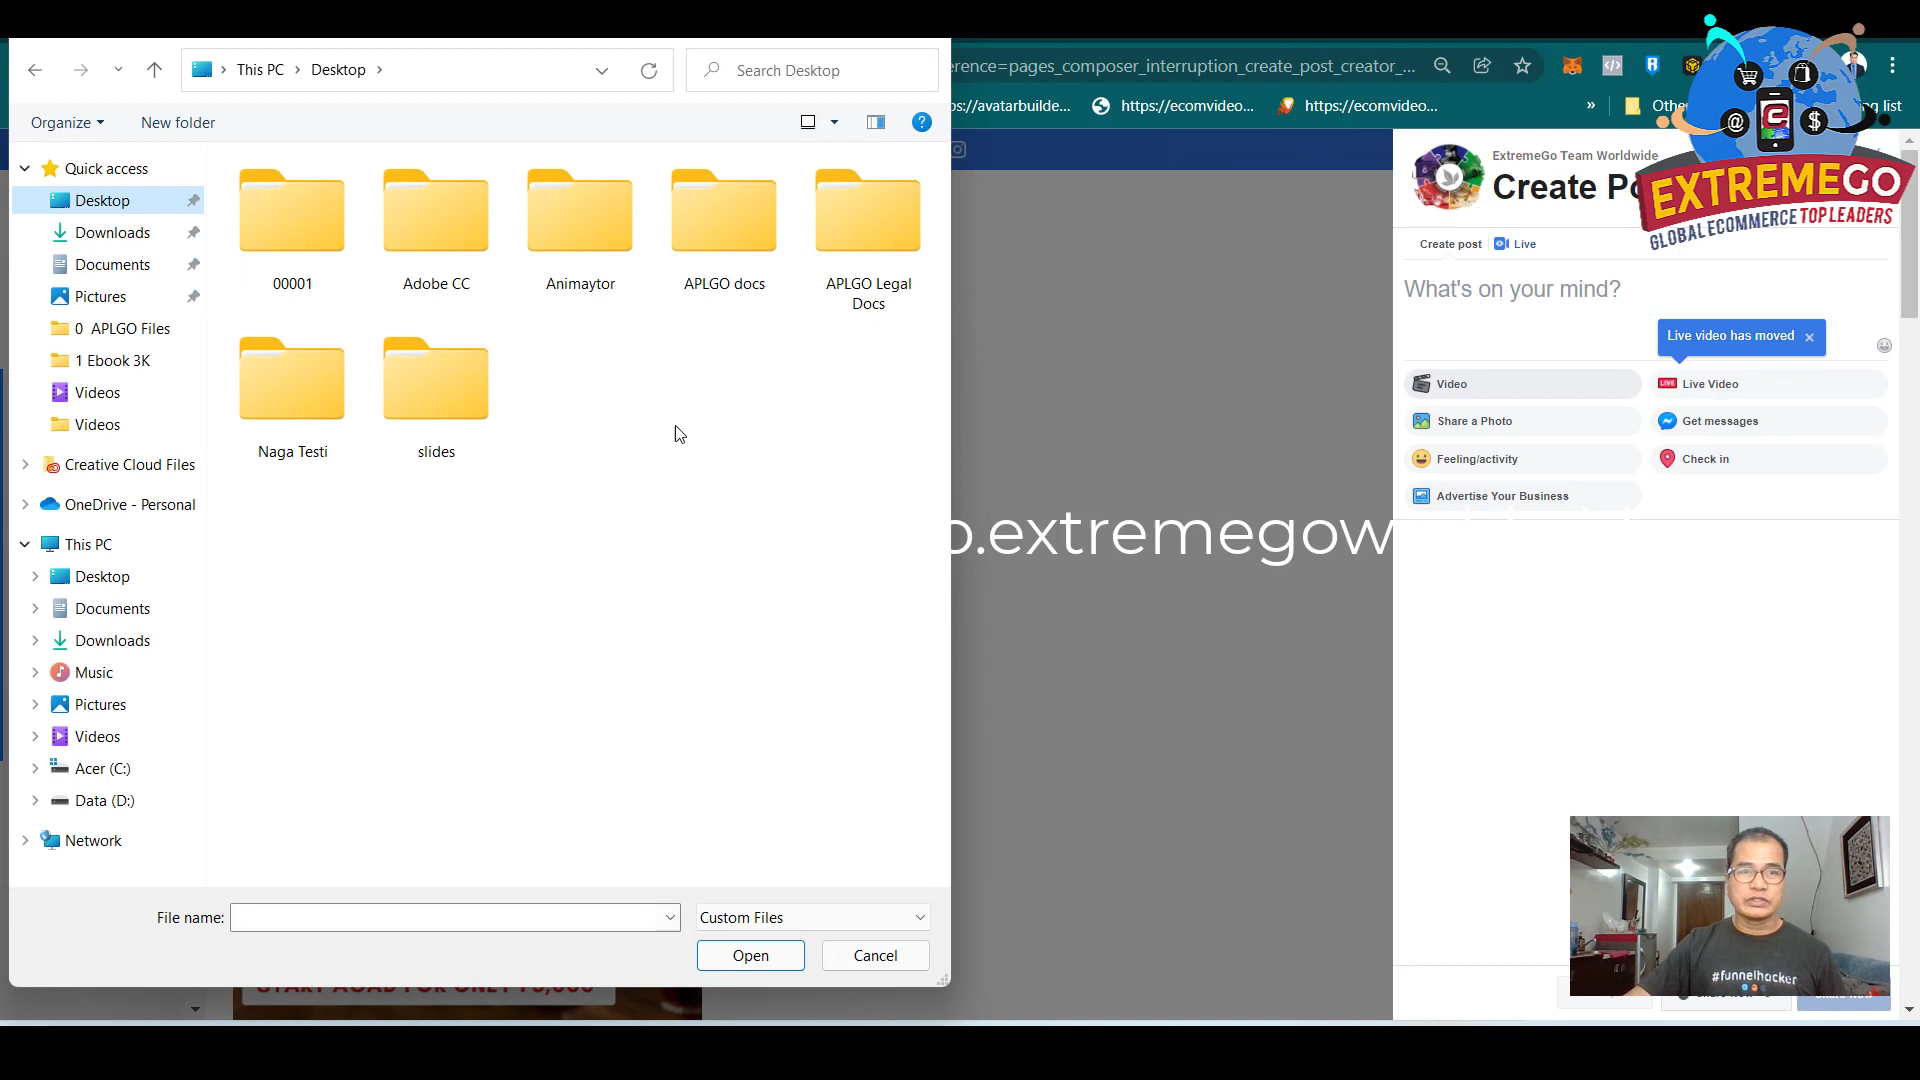 This PC > Desktop >
Search Desktop
Organize
New folder
Quick access
Desktop
Downloads
Documents
Pictures
0 APLGO Files
1 Ebook 3K
Videos
Videos
Creative Cloud Files
OneDrive - Personal
This PC
Desktop
Documents
Downloads
Music
Pictures
Videos
Acer (C:)
Data (D:)
Network
00001
Adobe CC
Animaytor
APLGO docs
APLGO Legal
Docs
Naga Testi
slides
File name:
Custom Files
Open
Cancel
erence=pages_composer_interruption_create_post_creator_...
ps://avatarbuilde...
https://ecomvideo...
https://ecomvideo...
»
Othe
g list
EXTREMEGO
GLOBAL ECOMMERCE TOP LEADERS
ExtremeGo Team Worldwide
Create Po
Create post
Live
What's on your mind?
Live video has moved
Video
LIVE
Live Video
Share a Photo
Get messages
Feeling/activity
Check in
Advertise Your Business
o.extremegow
#funnelhacker